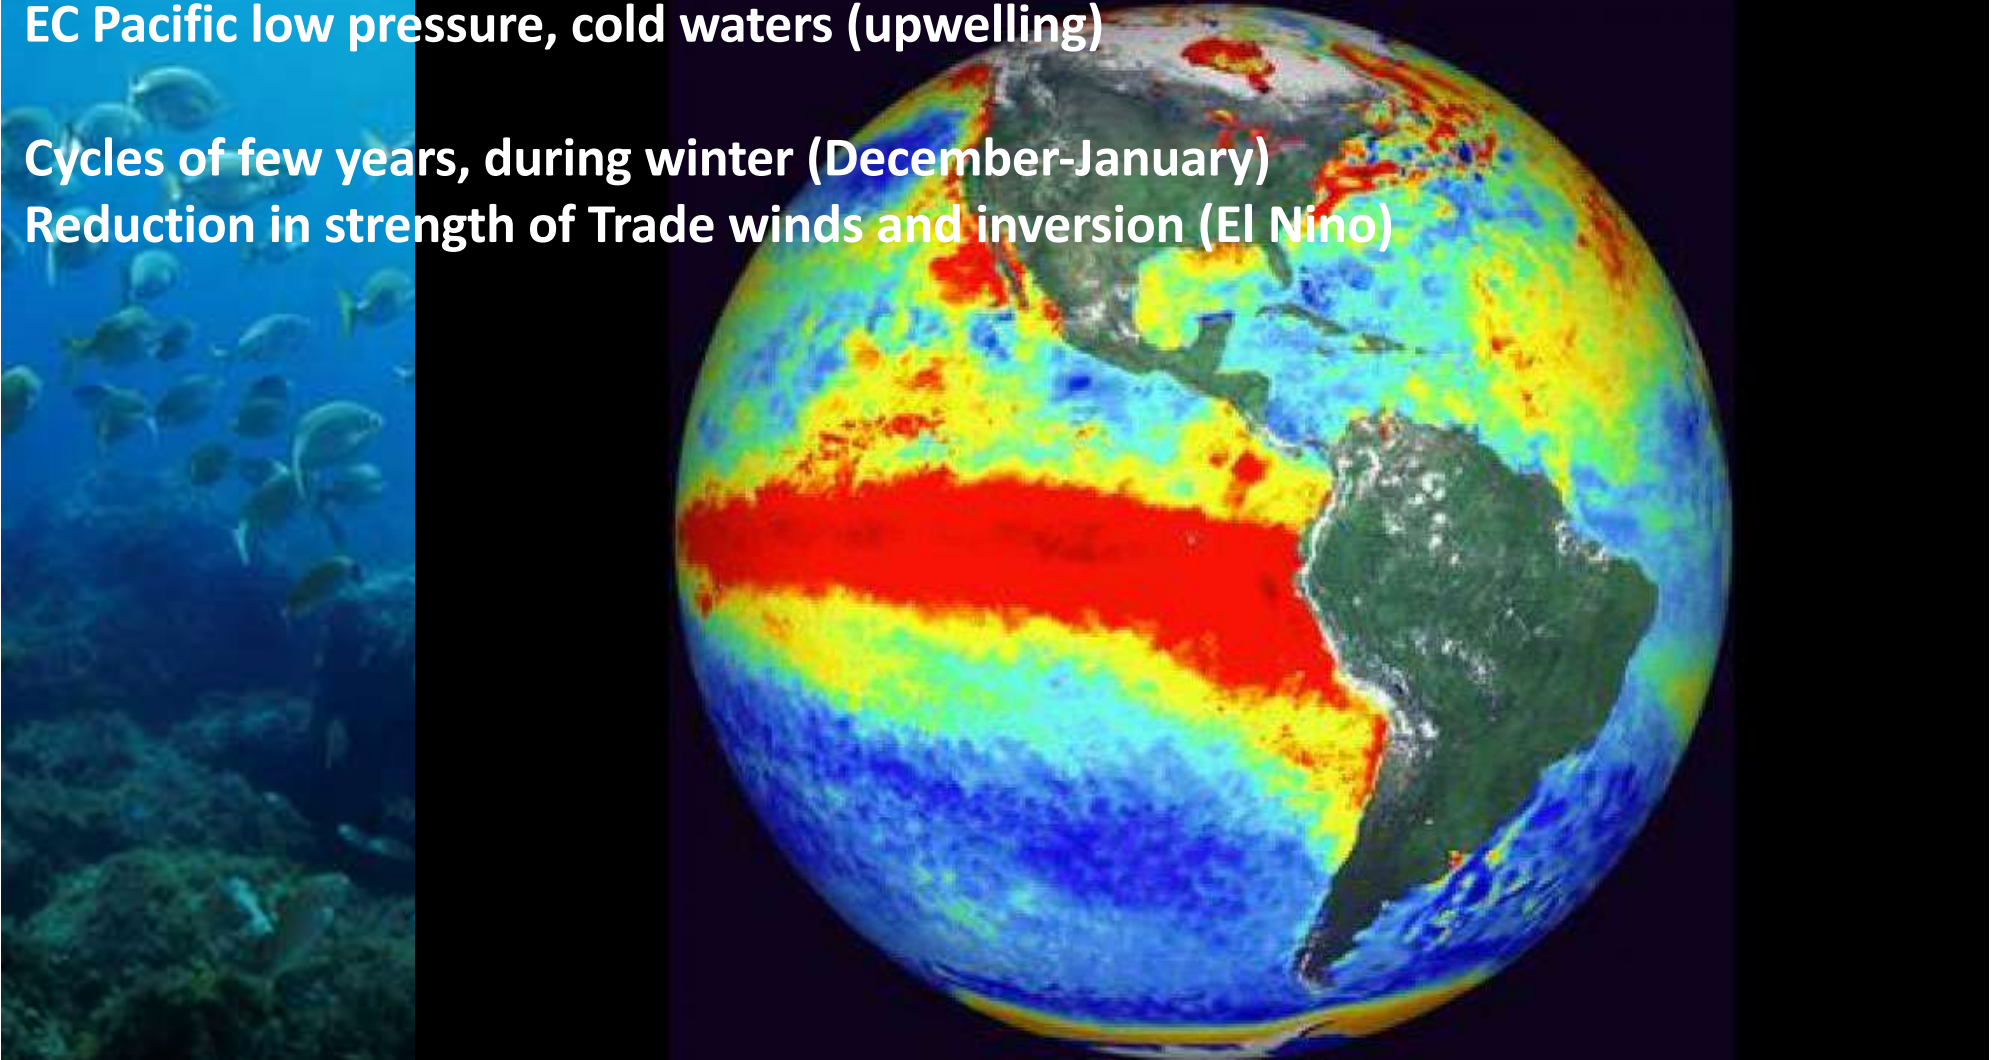 EC Pacific low pressure, cold waters (upwelling)
Cycles of few years, during winter (December-January)
Reduction in strength of Trade winds and inversion (El Nino)